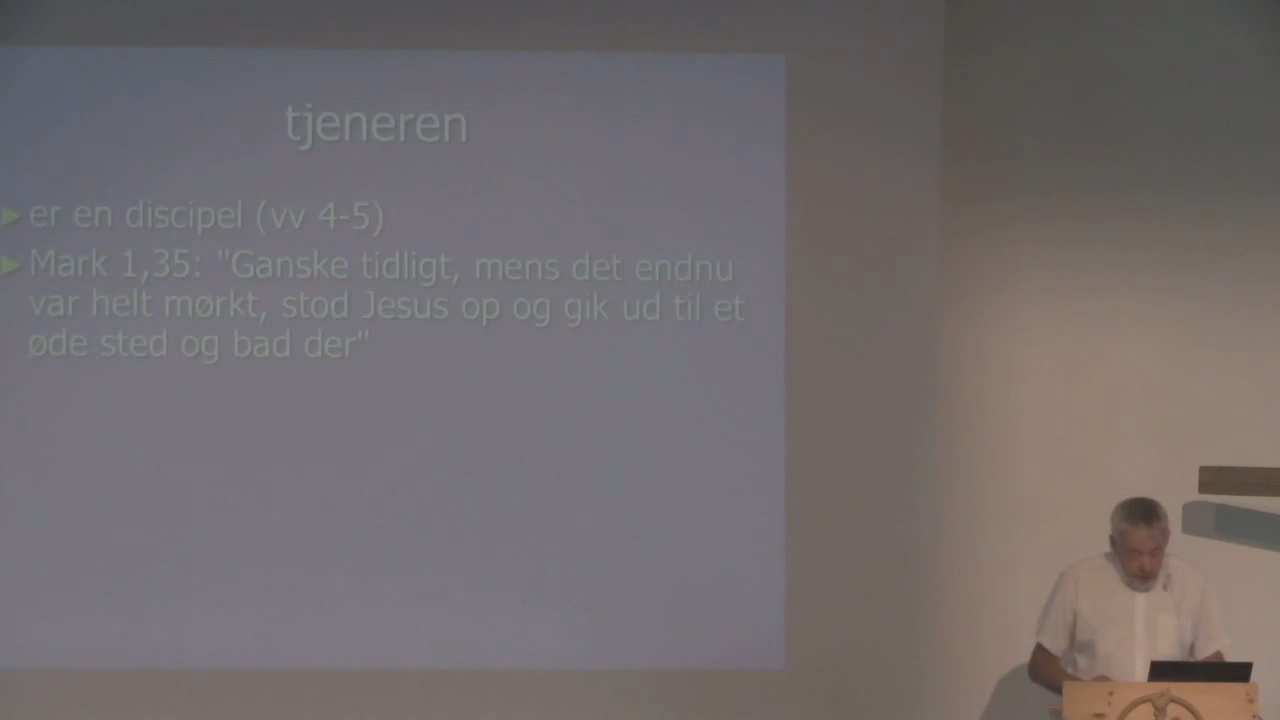 tjeneren
er en discipel (vv 4-5)
Mark 1,35: "Ganske tidligt, mens det endnu
var helt mørkt, stod Jesus op og gik ud til et
øde sted og bad der"